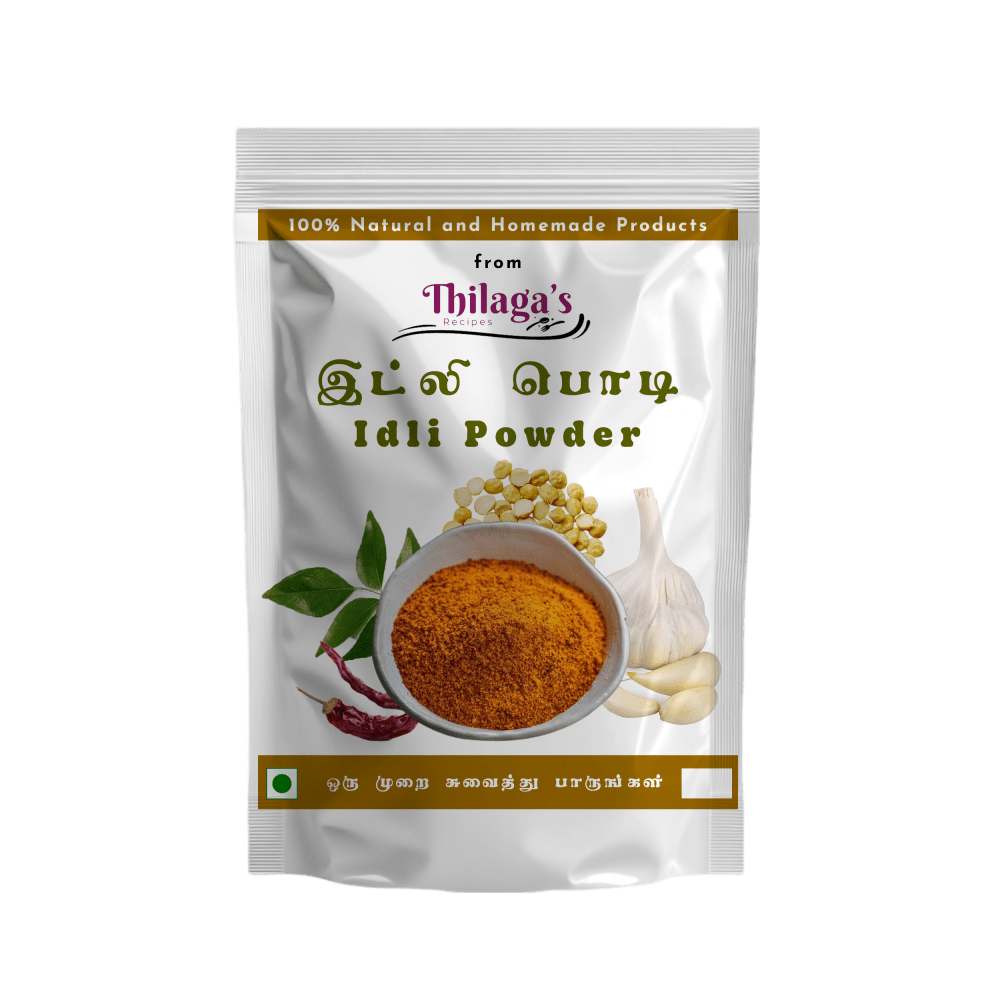 100% Natural and Homemade Products
from
Thilaga's
Recipes
இட்லி பொடி
Idli Powder
ஒரு முறை சுவைத்து பாருங்கள்